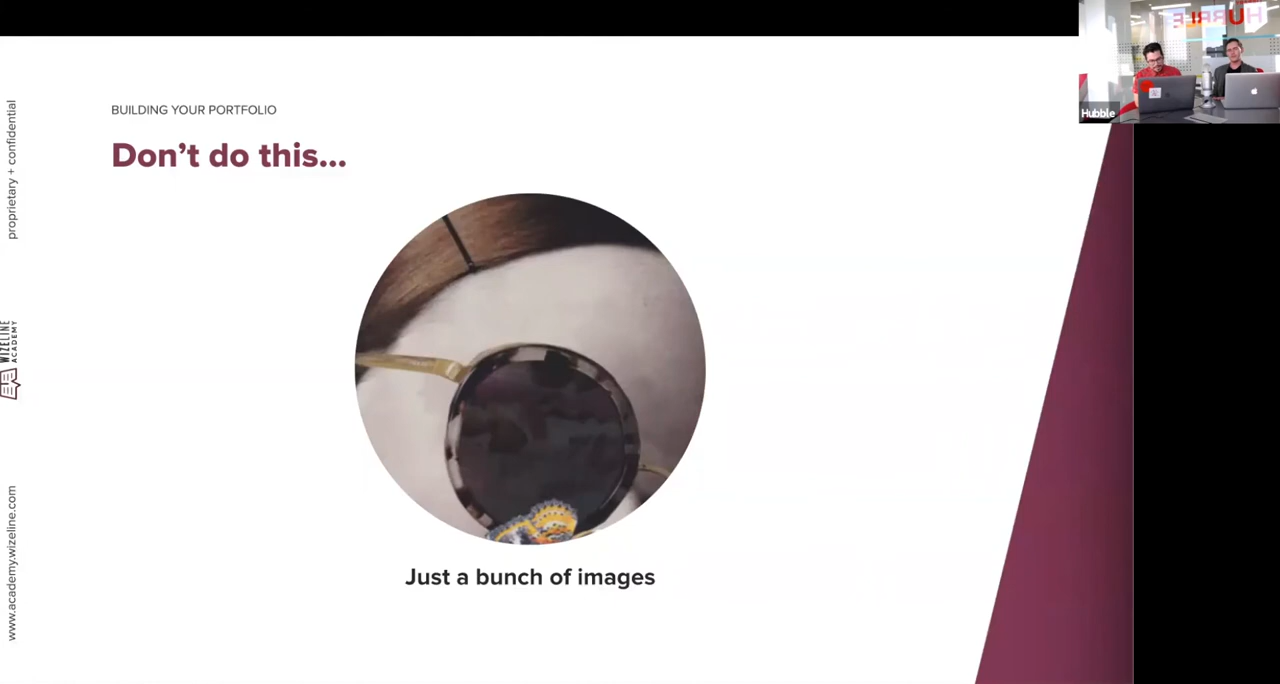 BUILDING YOUR PORTFOLIO
Don't do this...
Just a bunch of images
proprietary + confidential
WIZELINE
ACADEMY
www.academy.wizeline.com
Hubble